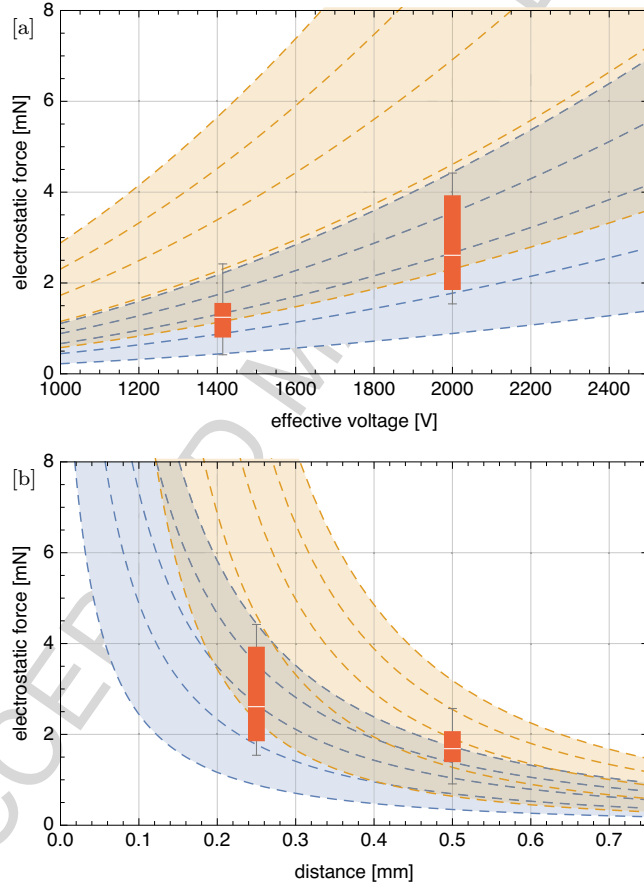 [a]
electrostatic force [mN]
8
6
4
2
0
1000 1200 1400 1600 1800 2000 2200 2400
effective voltage [V]
[b]
electrostatic force [mN]
8
6
4
2
0
0.0 0.1 0.2 0.3 0.4 0.5 0.6 0.7
distance [mm]